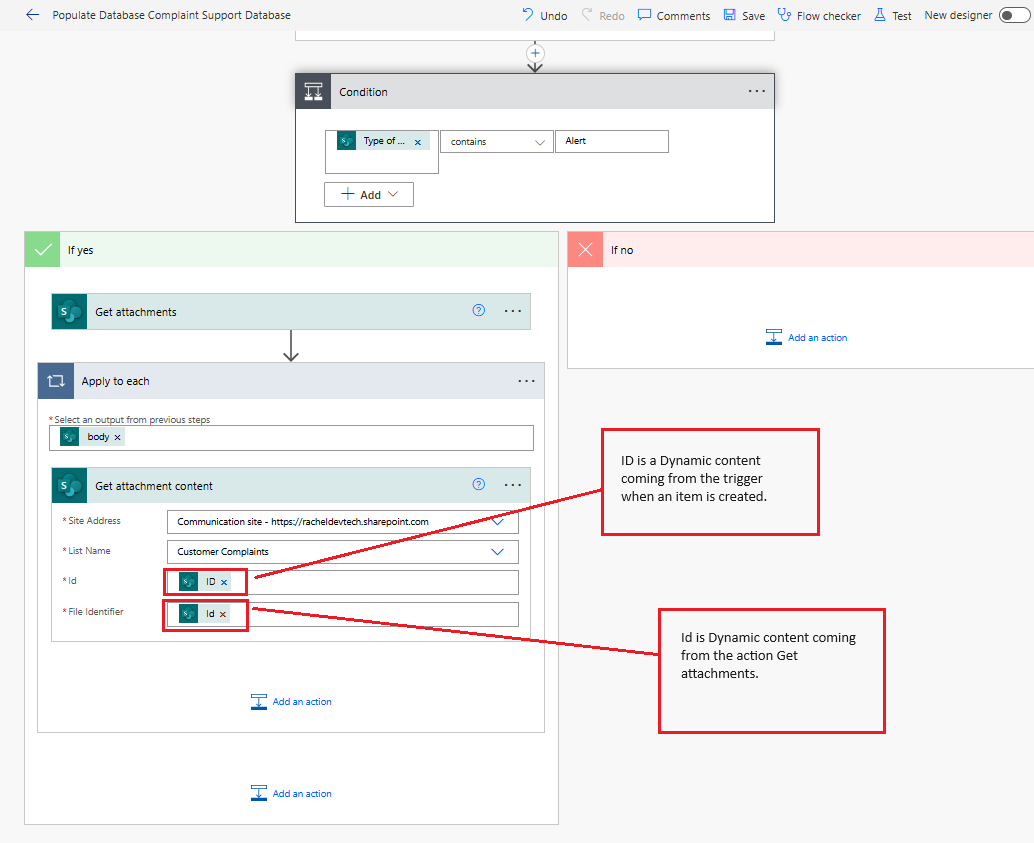 Populate Database Complaint Support Database
Undo
Redo
Comments
Save
Flow checker
Test
New designer
Condition
Type of ...
contains
Alert
Add
If yes
If no
Get attachments
Add an action
Apply to each
*Select an output from previous steps
body
Get attachment content
*Site Address
Communication site - https://racheldevtech.sharepoint.com
*List Name
Customer Complaints
*Id
ID
*File Identifier
Id
Add an action
Add an action
ID is a Dynamic content
coming from the trigger
when an item is created.
Id is Dynamic content coming
from the action Get
attachments.